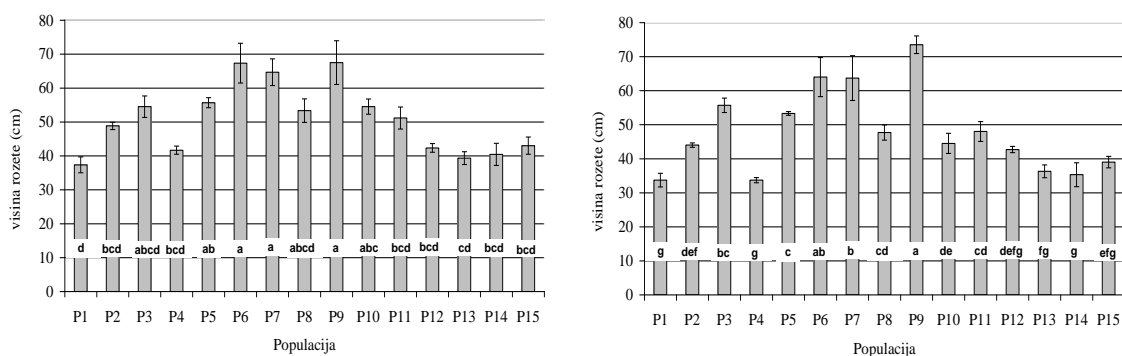 80
70
60
50
40
30
20
10
0
visina rozete (cm)
d bcd abcd bcd ab a a abcd a abc bcd bcd cd bcd bcd
P1 P2 P3 P4 P5 P6 P7 P8 P9 P10 P11 P12 P13 P14 P15
Populacija
80
70
60
50
40
30
20
10
0
visina rozete (cm)
g def bc g c ab b cd a de cd defg fg g efg
P1 P2 P3 P4 P5 P6 P7 P8 P9 P10 P11 P12 P13 P14 P15
Populacija